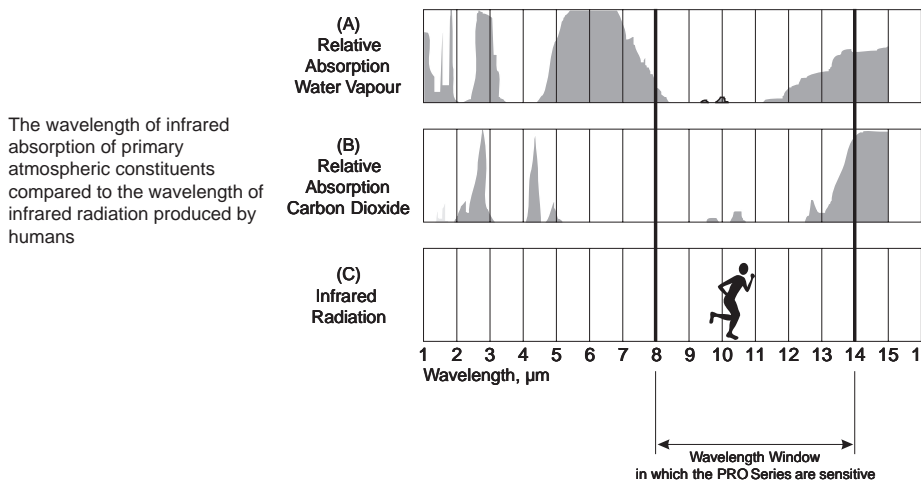 The wavelength of infrared
absorption of primary
atmospheric constituents
compared to the wavelength of
infrared radiation produced by
humans
(A)
Relative
Absorption
Water Vapour
(B)
Relative
Absorption
Carbon Dioxide
(C)
Infrared
Radiation
1 2 3 4 5 6 7 8 9 10 11 12 13 14 15 1
Wavelength, µm
Wavelength Window
in which the PRO Series are sensitive